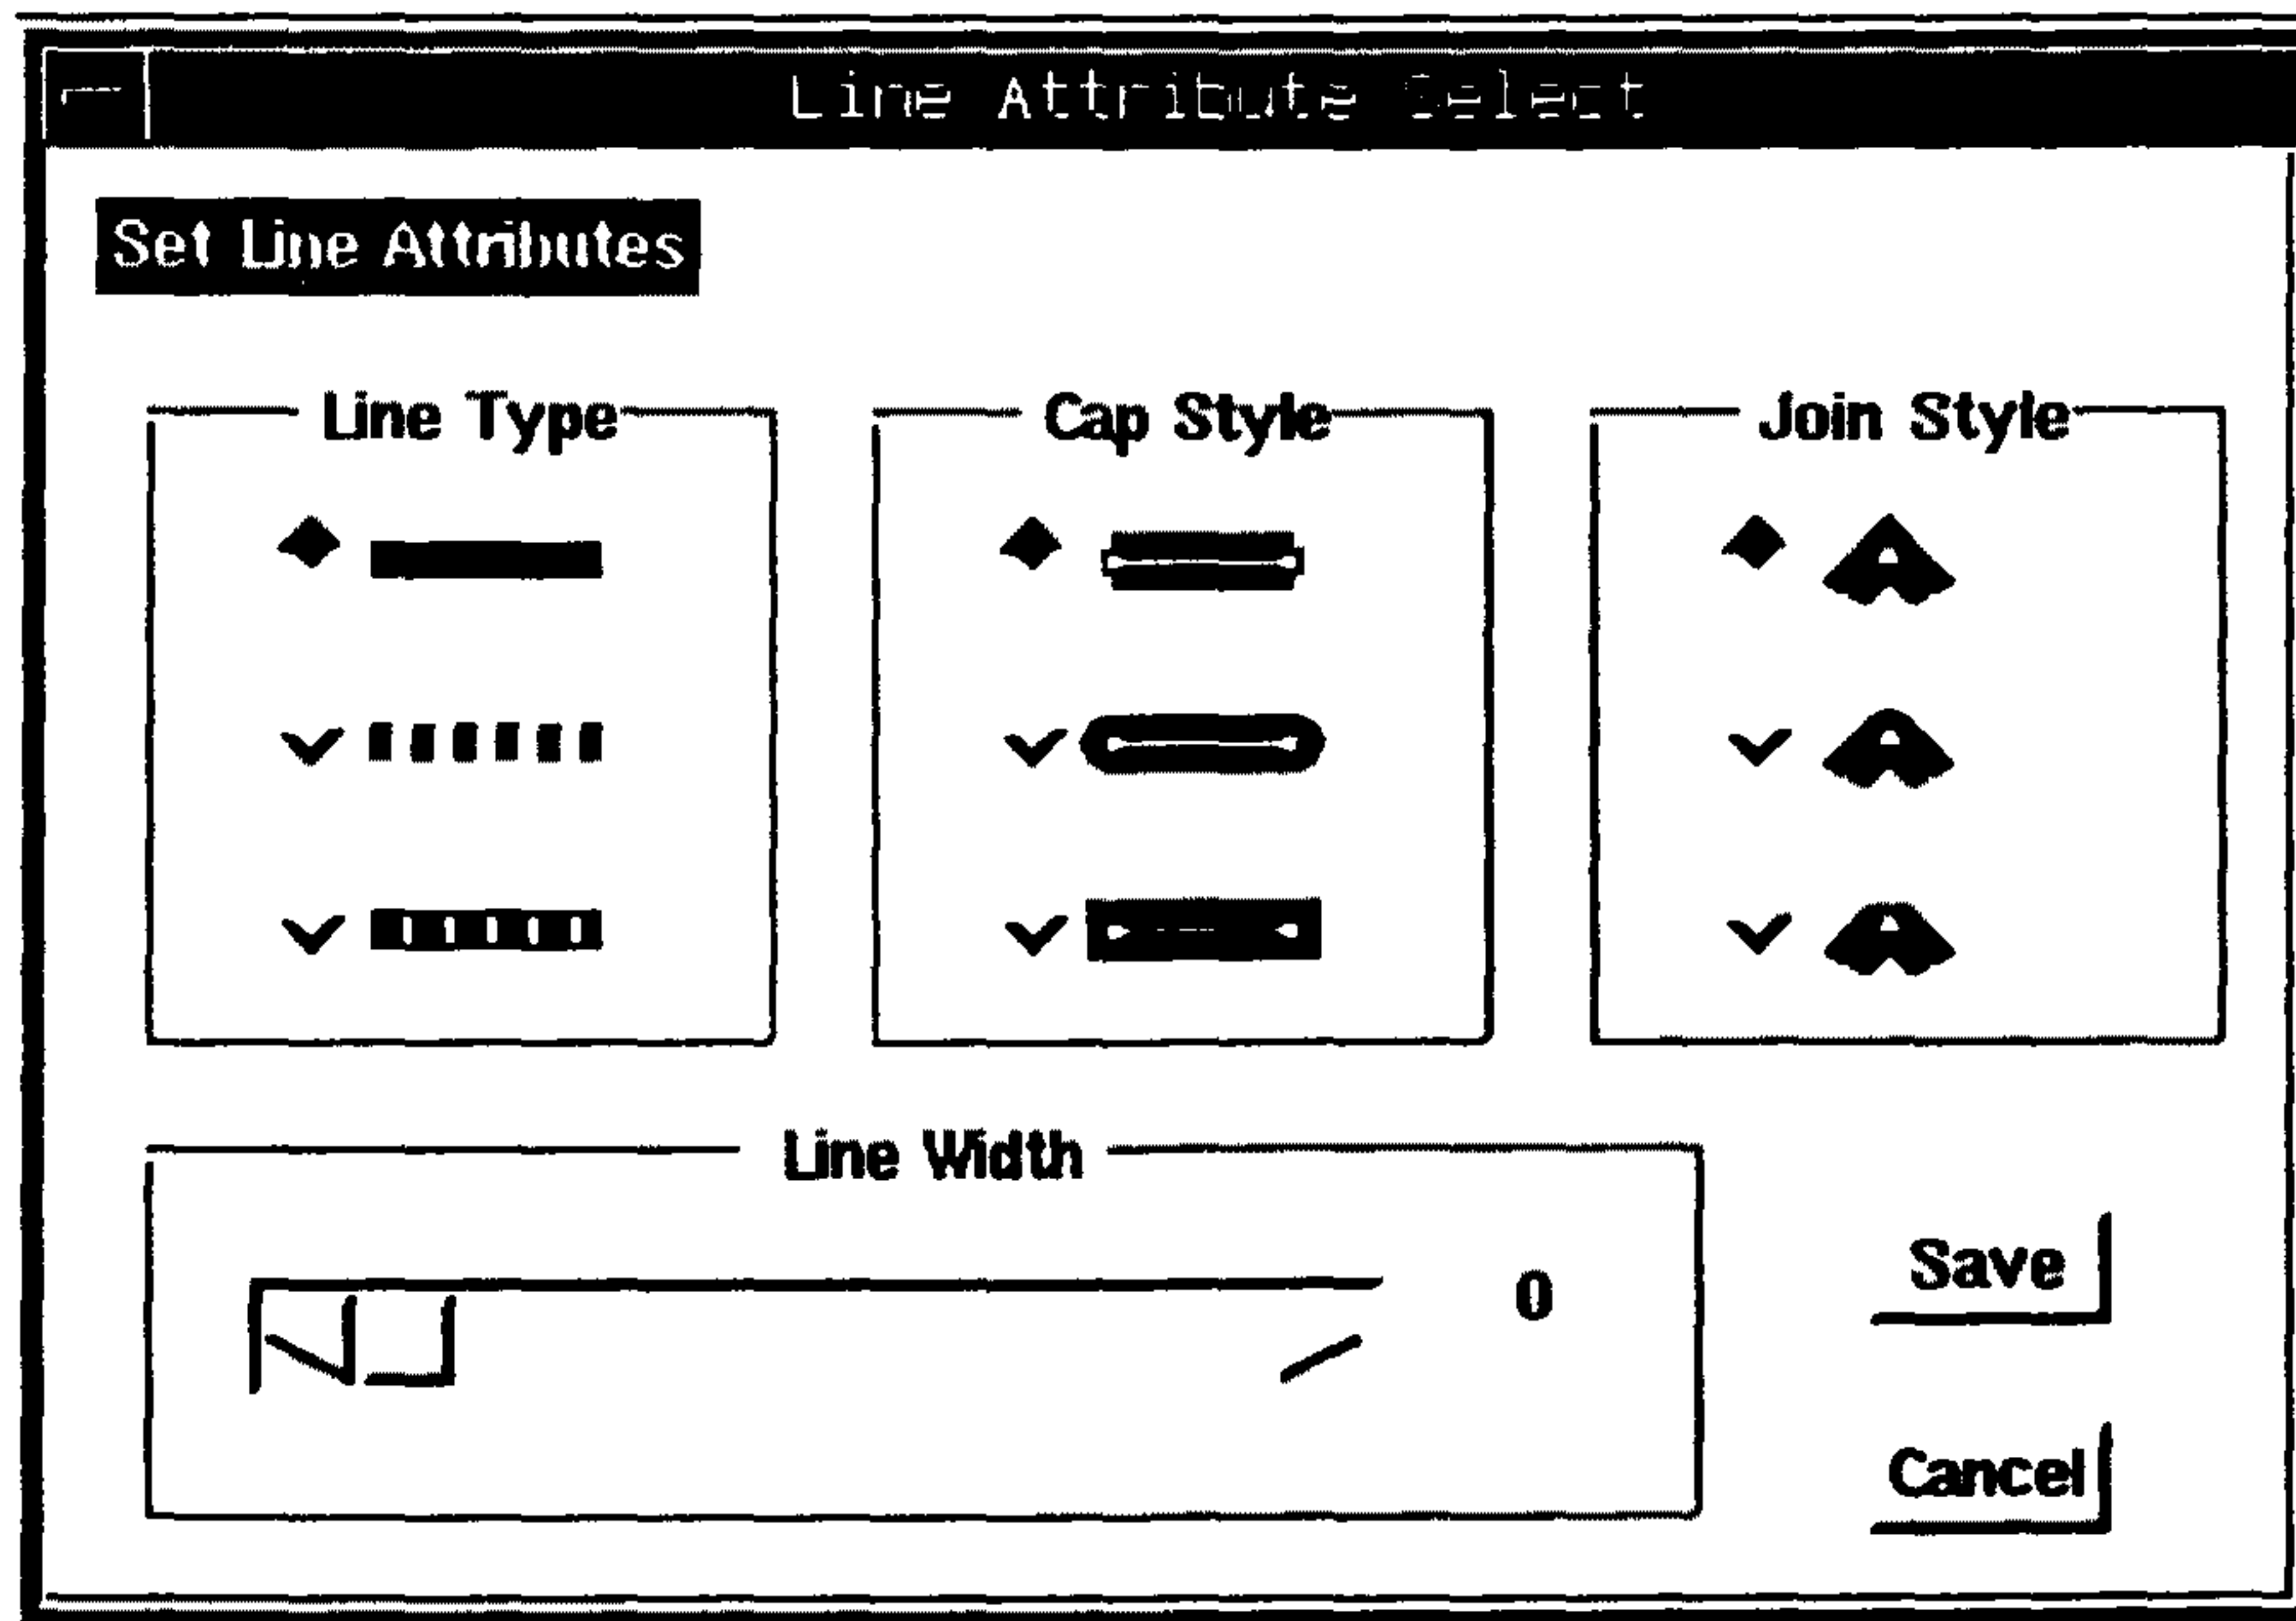 Line Attribute Select
Set Line Attributes
Line Type
Cap Style
Join Style
Line Width
0
Save
Cancel